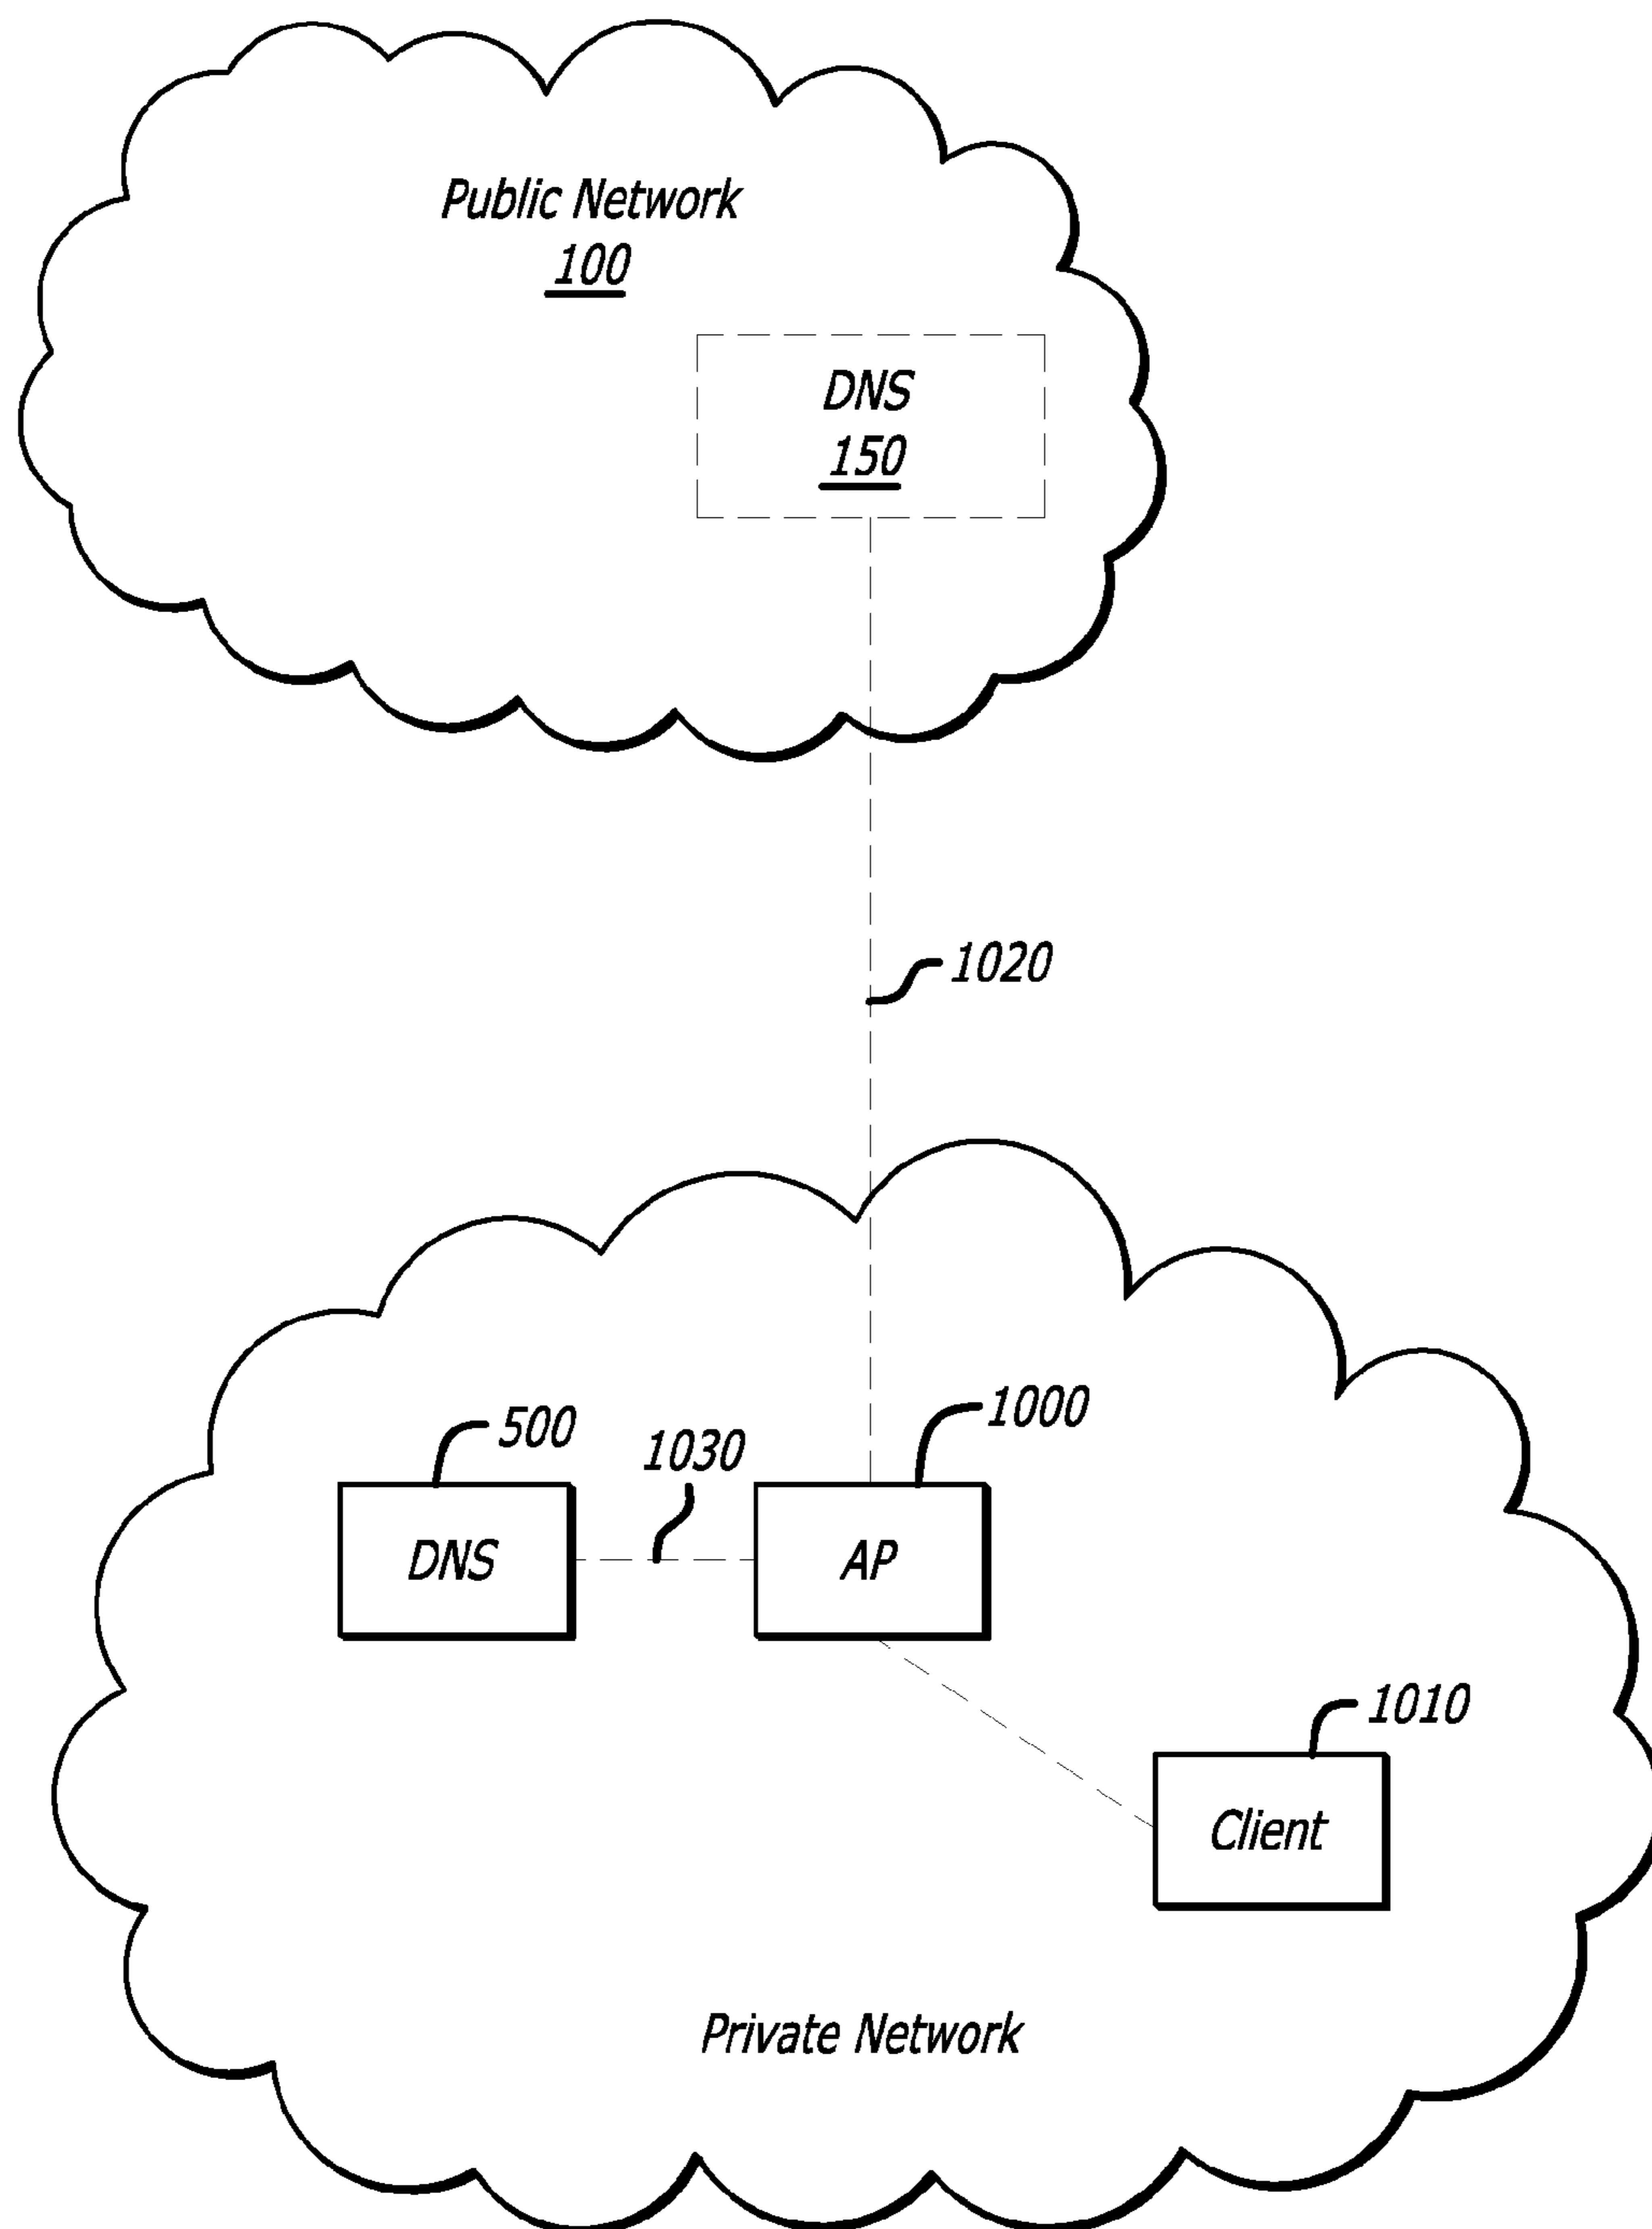 Public Network
100
DNS
150
1020
500
1030
1000
DNS
AP
1010
Client
Private Network